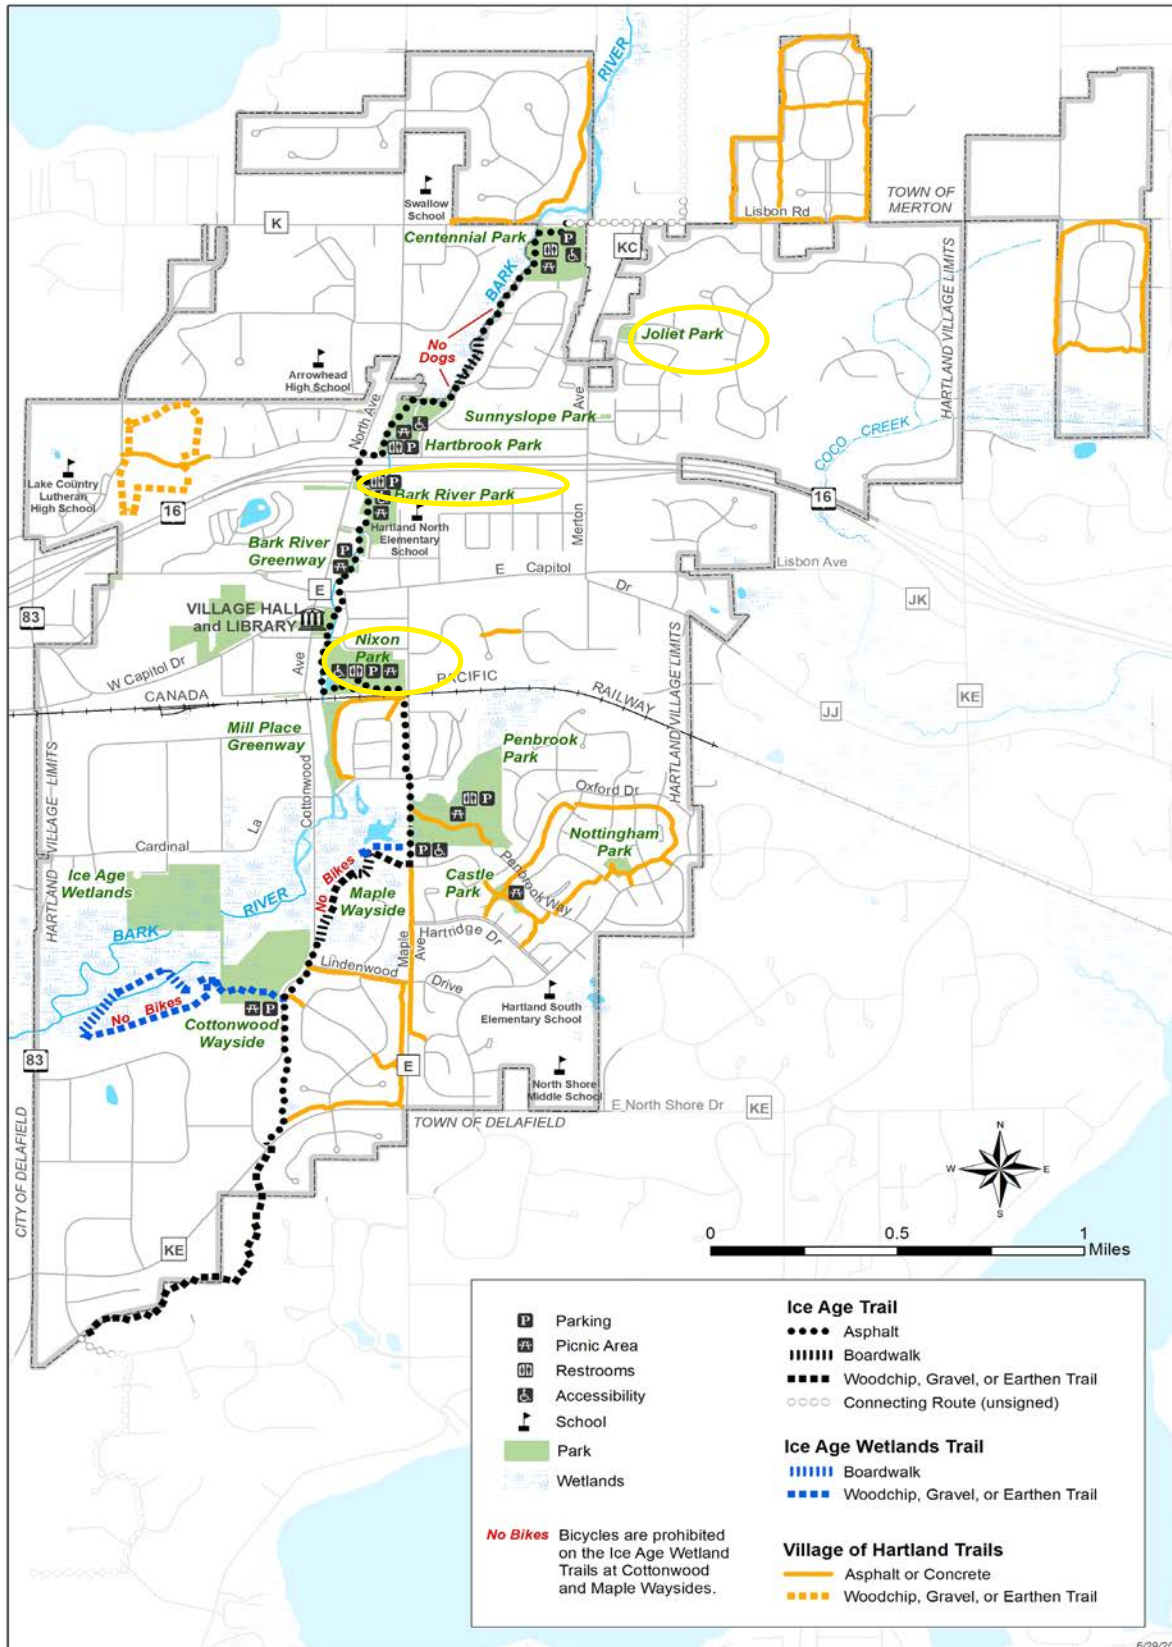 RIVER
TOWN OF
MERTON
Swallow
School
Lisbon Rd
K
Centennial Park
KC
BARK
HARTLAND VILLAGE LIMITS
Joliet Park
No
Dogs
Arrowhead
High School
Ave
North Ave
Sunnyslope Park
COCO CREEK
Hartbrook Park
Lake Country
Lutheran
High School
16
Bark River Park
16
Hartland North
Elementary
School
Merton
Bark River
Greenway
E Capitol Dr
Lisbon Ave
E
JK
83
VILLAGE HALL
and LIBRARY
Nixon
Park
W Capitol Dr
Ave
CANADA
PACIFIC
RAILWAY
HARTLAND VILLAGE LIMITS
KE
JJ
Mill Place
Greenway
Penbrook
Park
HARTLAND VILLAGE LIMITS
Cottonwood
Oxford Dr
La
Nottingham
Park
Cardinal
Ice Age
Wetlands
No Bikes
Castle
Park
Penbrook Way
RIVER
Maple
Wayside
BARK
Hartridge Dr
Maple
Ave
Lindenwood
Drive
No Bikes
Hartland South
Elementary School
Cottonwood
Wayside
83
E
North Shore
Middle School
E North Shore Dr
KE
TOWN OF DELAFIELD
CITY OF DELAFIELD
N
W
E
S
KE
0
0.5
1
Miles
P Parking
Picnic Area
Restrooms
Accessibility
School
Park
Wetlands
No Bikes Bicycles are prohibited
on the Ice Age Wetland
Trails at Cottonwood
and Maple Waysides.
Ice Age Trail
Asphalt
Boardwalk
Woodchip, Gravel, or Earthen Trail
Connecting Route (unsigned)
Ice Age Wetlands Trail
Boardwalk
Woodchip, Gravel, or Earthen Trail
Village of Hartland Trails
Asphalt or Concrete
Woodchip, Gravel, or Earthen Trail